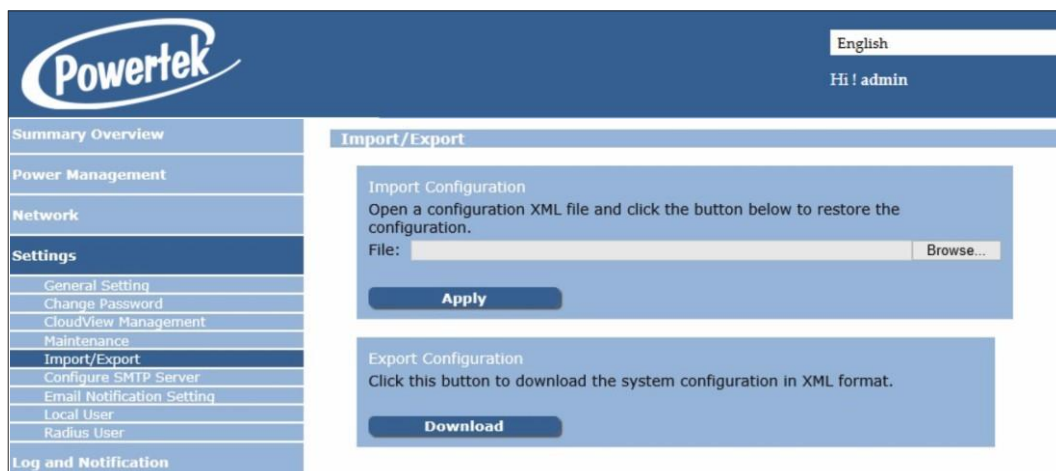 Powertek
English
Hi ! admin
Summary Overview
Power Management
Network
Settings
General Setting
Change Password
CloudView Management
Maintenance
Import/Export
Configure SMTP Server
Email Notification Setting
Local User
Radius User
Log and Notification
Import/Export
Import Configuration
Open a configuration XML file and click the button below to restore the
configuration.
File:
Browse...
Apply
Export Configuration
Click this button to download the system configuration in XML format.
Download